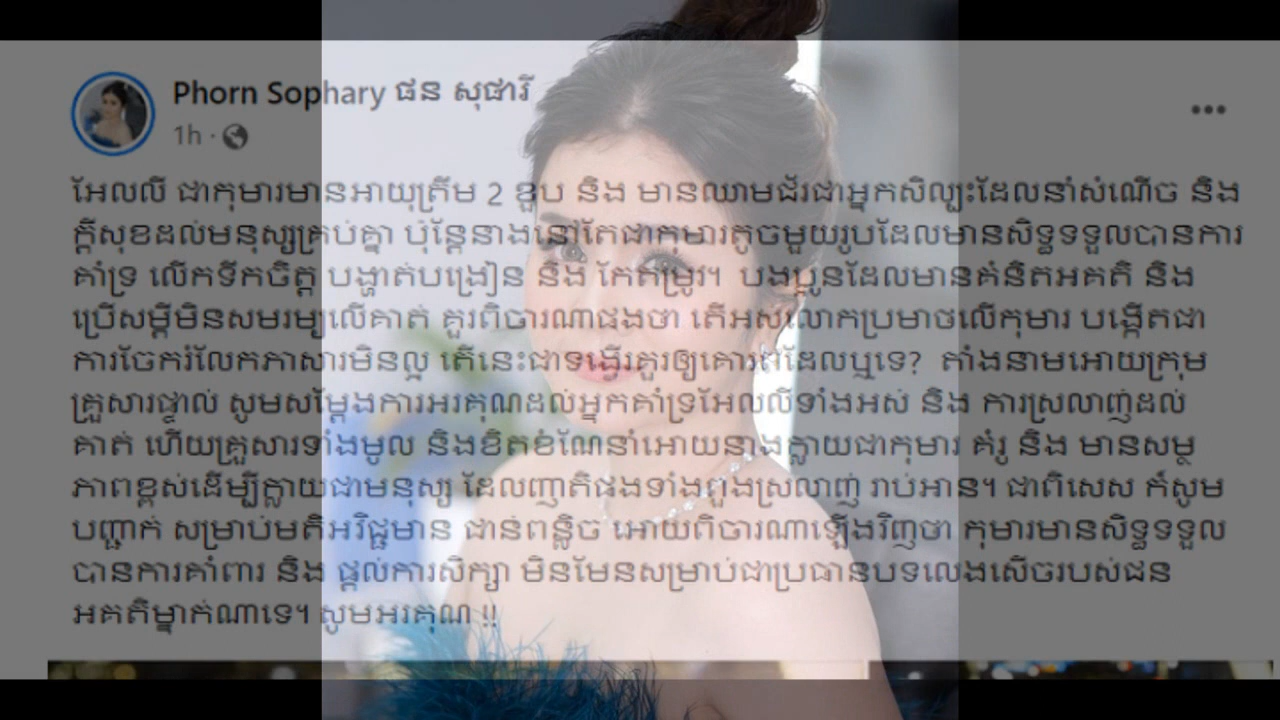 Phorn Sophary ផន សុផារី
1h ·
អែលលី ជាកុមារមានអាយុត្រឹម 2 ខួប និង មានឈាមជ័រជាអ្នកសិល្បះដែលនាំសំណើច និង
ក្តីសុខដល់មនុស្សគ្រប់គ្នា ប៉ុន្តែនាងនៅតែជាកុមារតូចមួយរូបដែលមានសិទ្ធទទួលបានការ
គាំទ្រ លើកទឹកចិត្ត បង្ហាត់បង្រៀន និង កែតម្រូវ។ បងប្អូនដែលមានគំនិតអគតិ និង
ប្រើសម្តីមិនសមរម្យលើគាត់ គួរពិចារណាផងថា តើអស់លោកប្រមាថលើកុមារ បង្កើតជា
ការចែករំលែកភាសារមិនល្អ តើនេះជាទង្វើរគួរឲ្យគោរពដែលឬទេ? តាំងនាមអោយក្រុម
គ្រួសារផ្ទាល់ សូមសម្តែងការអរគុណដល់អ្នកគាំទ្រអែលលីទាំងអស់ និង ការស្រលាញ់ដល់
គាត់ ហើយគ្រួសារទាំងមូល និងខិតខំណែនាំអោយនាងក្លាយជាកុមារ គំរូ និង មានសម្ថ
ភាពខ្ពស់ដើម្បីក្លាយជាមនុស្ស ដែលញាតិផងទាំងពួងស្រលាញ់ រាប់អាន។ ជាពិសេស ក៏សូម
បញ្ជាក់ សម្រាប់មតិអរិជ្ជមាន ជាន់ពន្លិច អោយពិចារណាឡើងវិញថា កុមារមានសិទ្ធទទួល
បានការគាំពារ និង ផ្តល់ការសិក្សា មិនមែនសម្រាប់ជាប្រធានបទលេងសើចរបស់ជន
អគតិម្នាក់ណាទេ។ សូមអរគុណ !!